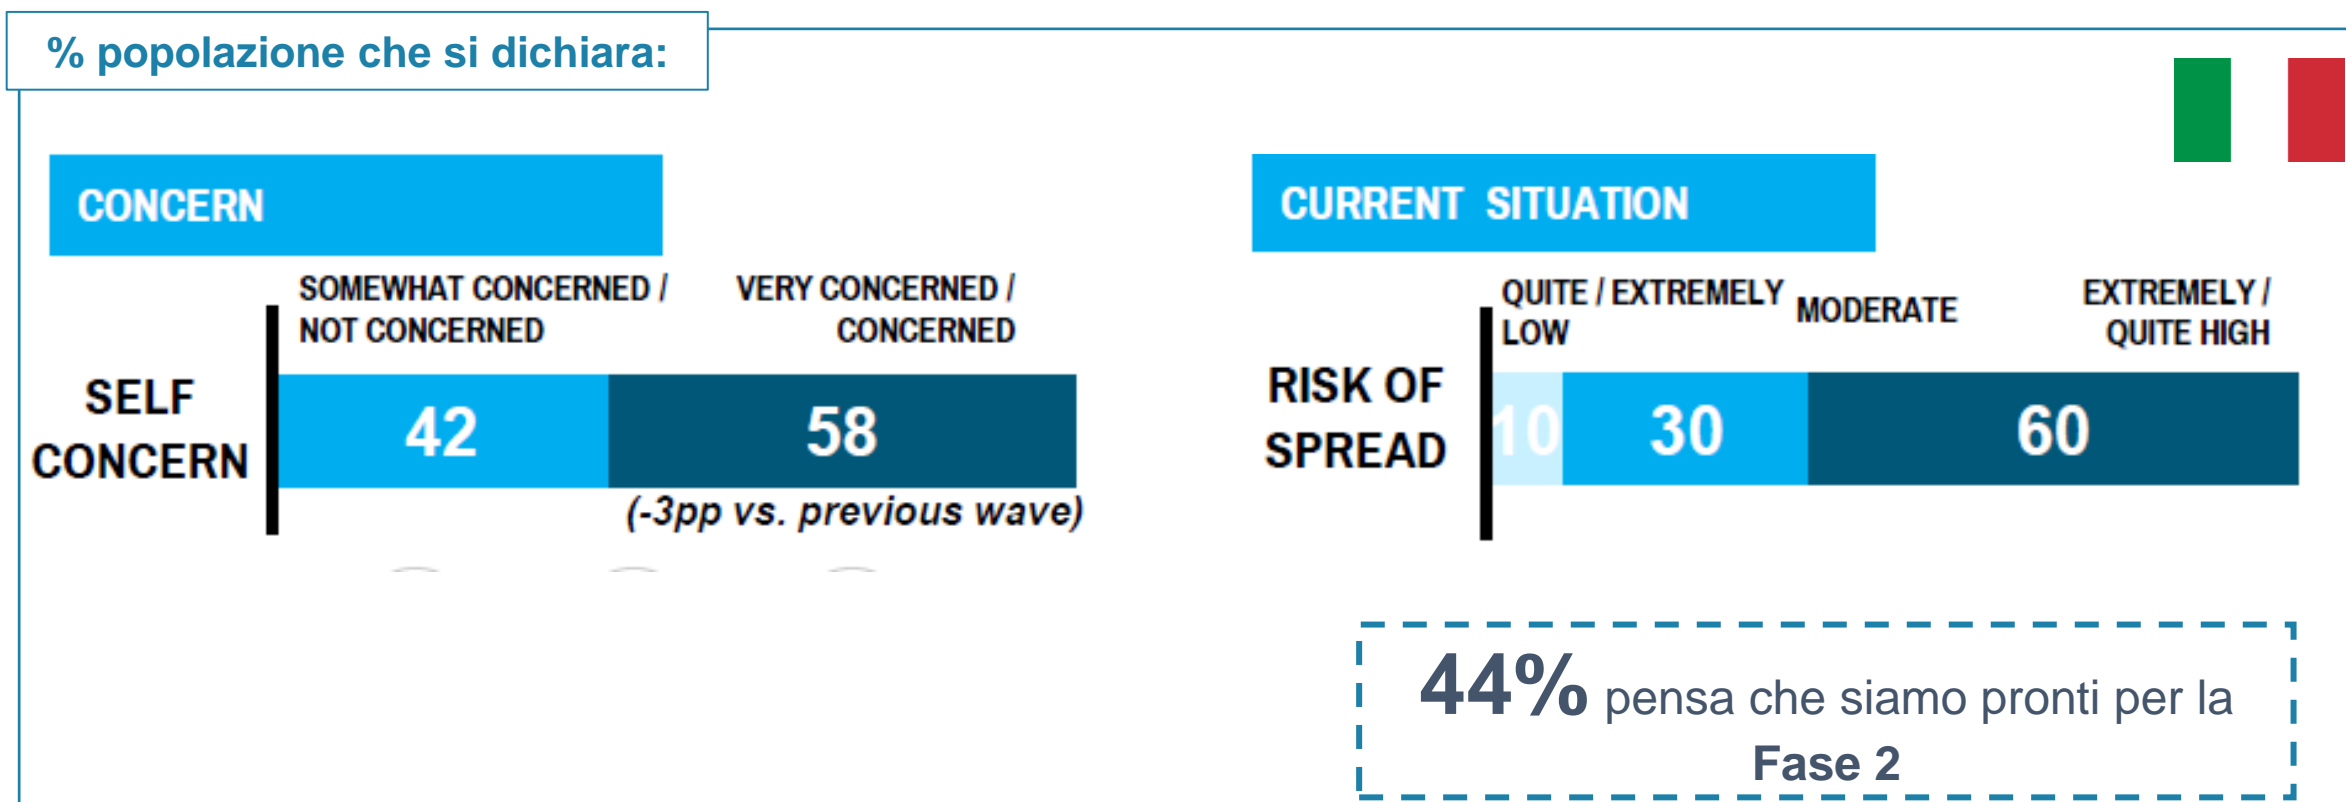 % popolazione che si dichiara:
CONCERN
SOMEWHAT CONCERNED /
NOT CONCERNED
VERY CONCERNED /
CONCERNED
SELF
CONCERN
42
58
(-3pp vs. previous wave)
CURRENT SITUATION
QUITE / EXTREMELY
LOW
MODERATE
EXTREMELY /
QUITE HIGH
RISK OF
SPREAD
10
30
60
44% pensa che siamo pronti per la
Fase 2